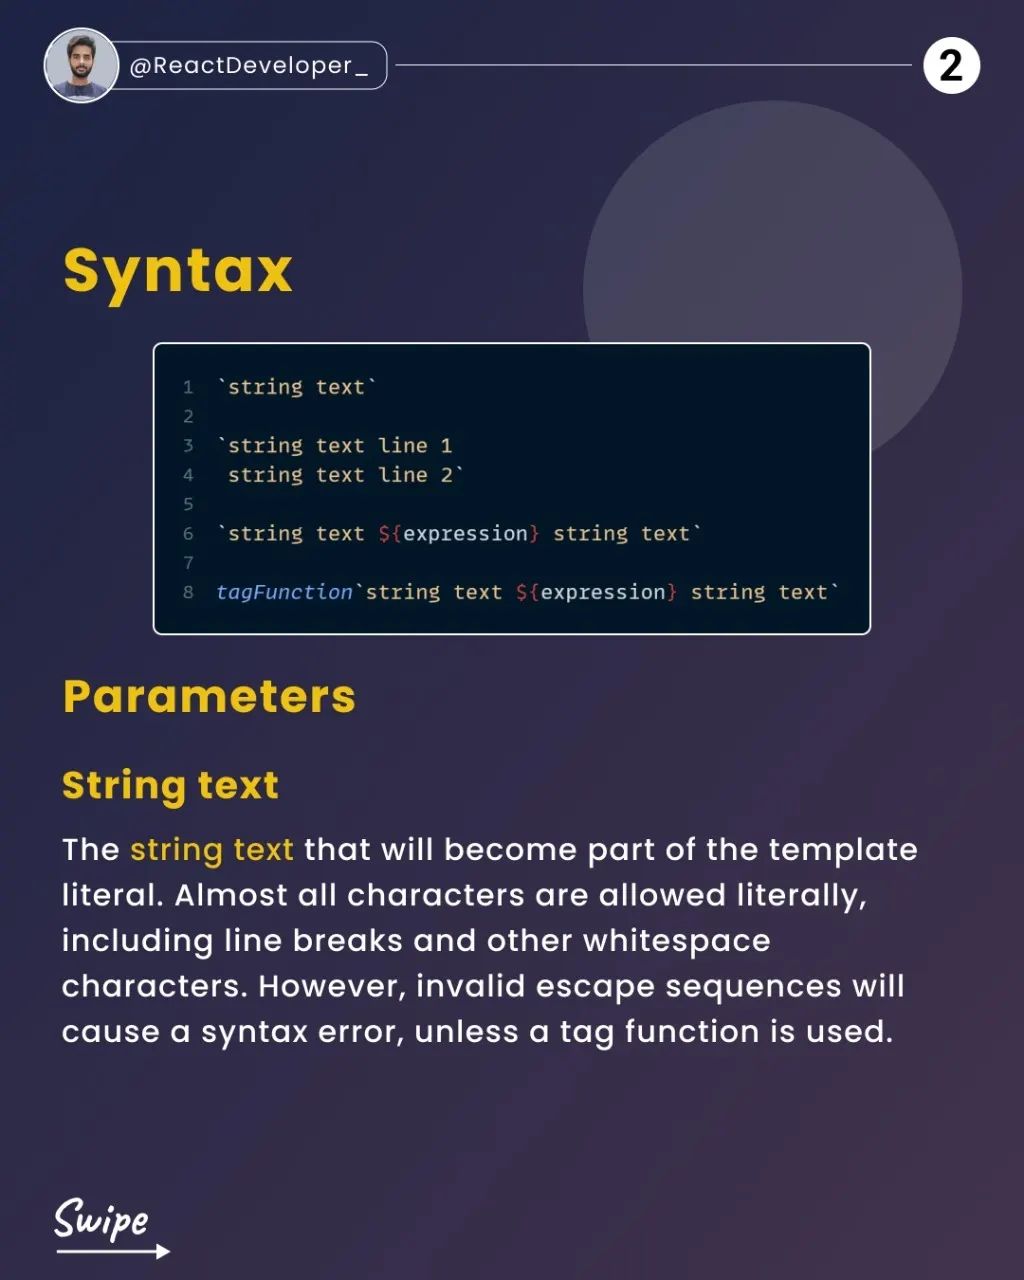 @ReactDeveloper_
2
Syntax
1 `string text`
2
3 `string text line 1
4  string text line 2`
5
6 `string text ${expression} string text`
7
8 tagFunction`string text ${expression} string text`
Parameters
String text
The string text that will become part of the template
literal. Almost all characters are allowed literally,
including line breaks and other whitespace
characters. However, invalid escape sequences will
cause a syntax error, unless a tag function is used.
Swipe